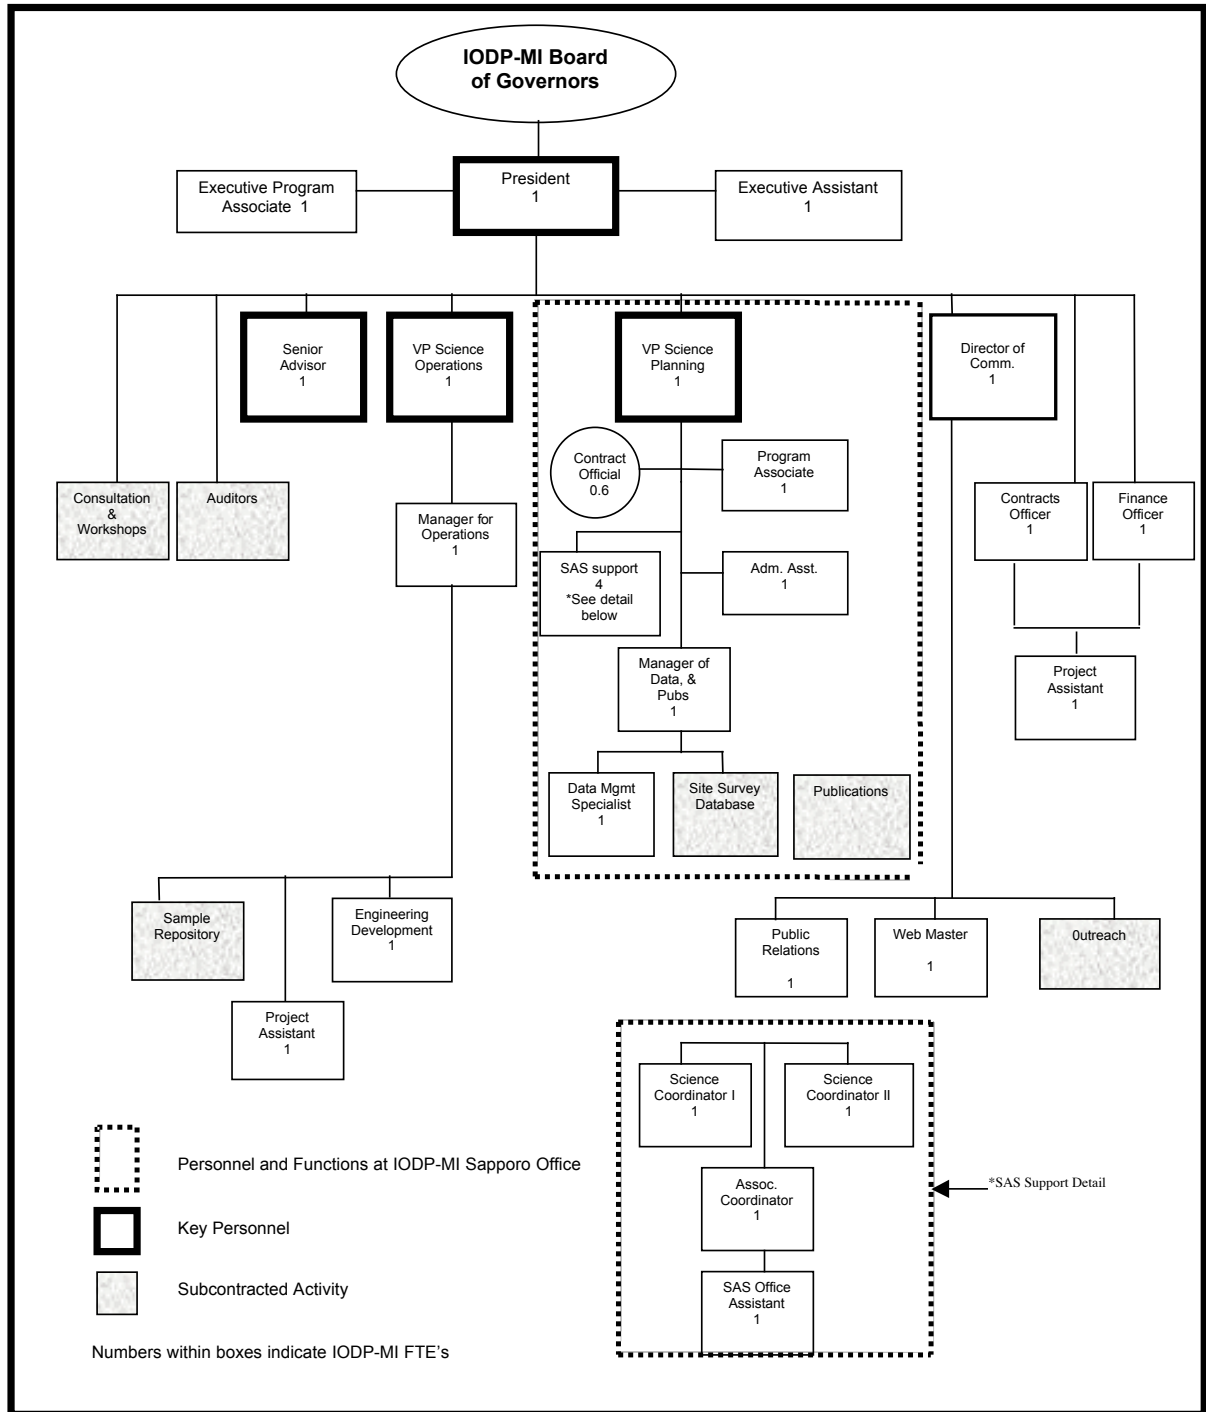 IODP-MI Board
of Governors
President
1
Executive Program
Associate 1
Executive Assistant
1
Senior
Advisor
1
VP Science
Operations
1
VP Science
Planning
1
Director of
Comm.
1
Contract
Official
0.6
Program
Associate
1
Consultation
&
Workshops
Auditors
Manager for
Operations
1
Contracts
Officer
1
Finance
Officer
1
SAS support
4
*See detail
below
Adm. Asst.
1
Manager of
Data, &
Pubs
1
Project
Assistant
1
Data Mgmt
Specialist
1
Site Survey
Database
Publications
Sample
Repository
Engineering
Development
1
Public
Relations
1
Web Master
1
0utreach
Project
Assistant
1
Science
Coordinator I
1
Science
Coordinator II
1
Assoc.
Coordinator
1
*SAS Support Detail
SAS Office
Assistant
1
Personnel and Functions at IODP-MI Sapporo Office
Key Personnel
Subcontracted Activity
Numbers within boxes indicate IODP-MI FTE's